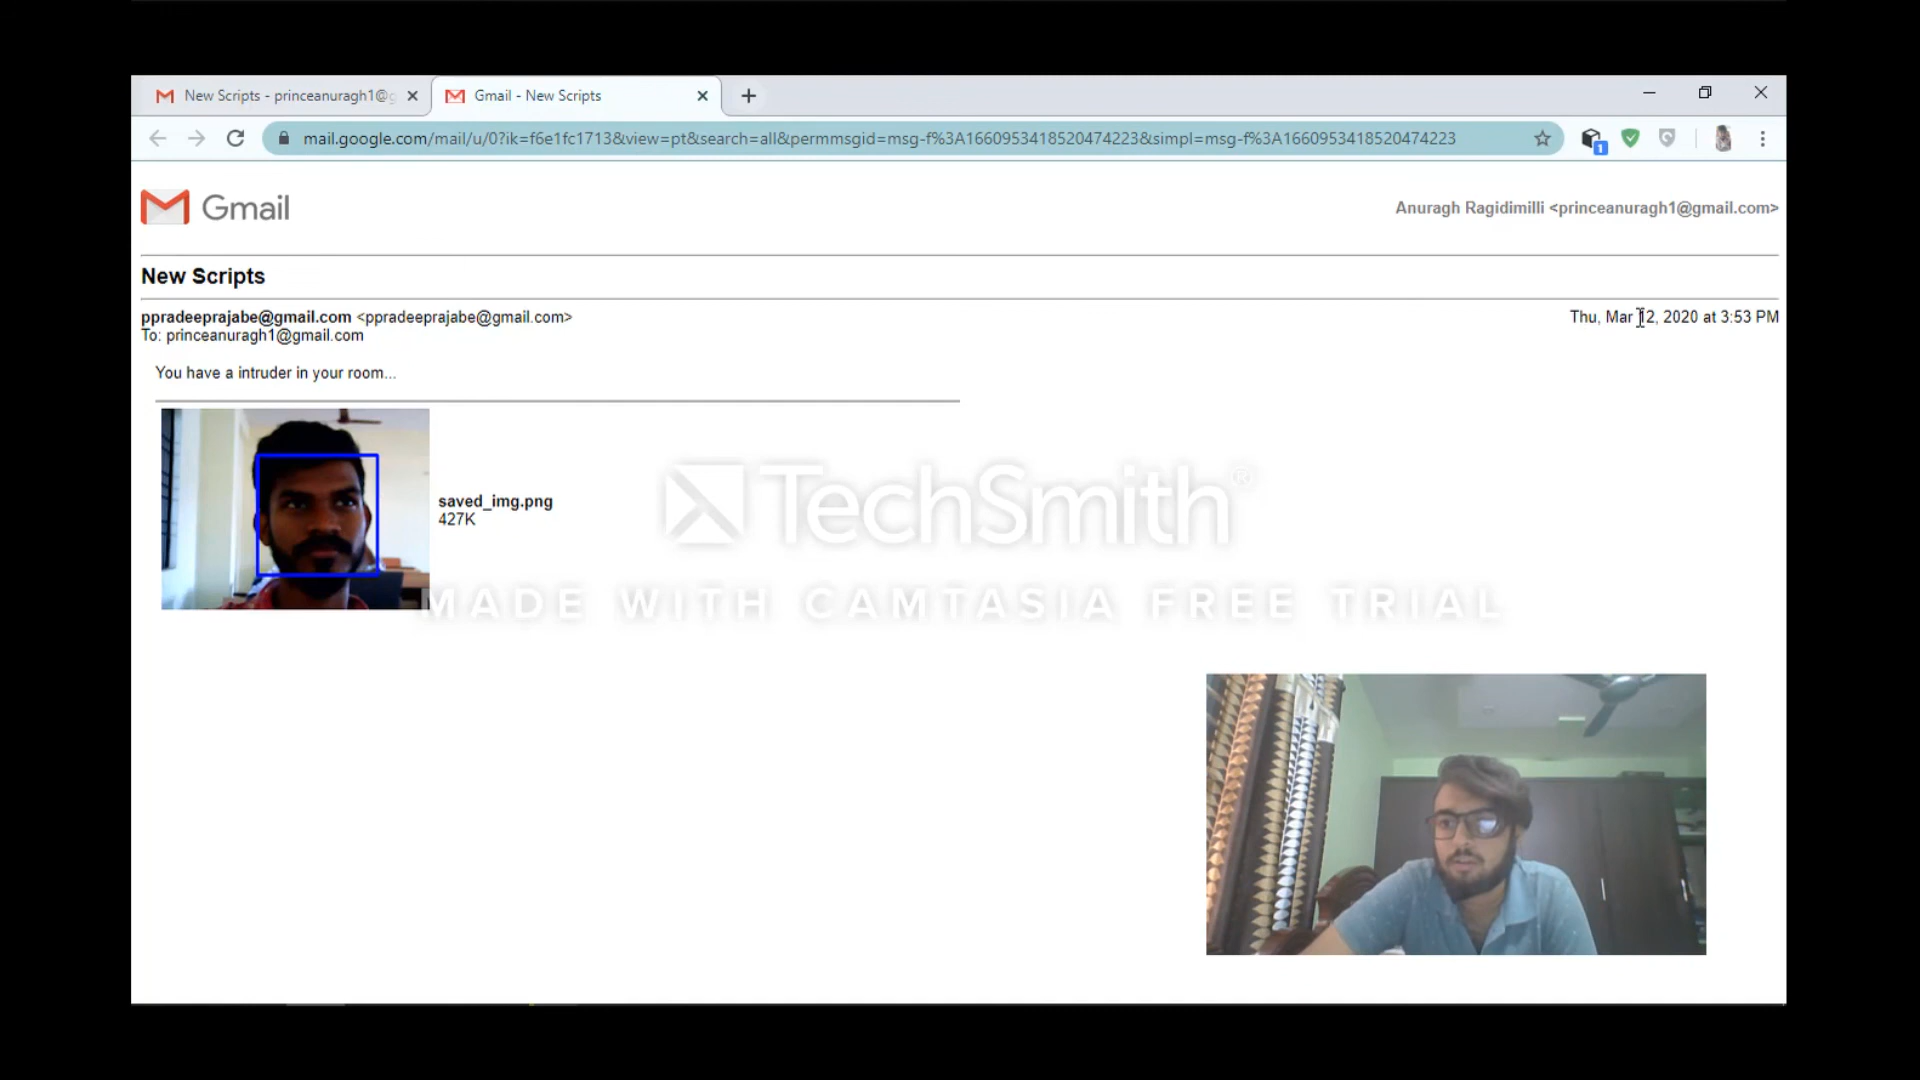 New Scripts - princeanuragh1@g
Gmail - New Scripts
mail.google.com/mail/u/0?ik=f6e1fc1713&view=pt&search=all&permmsgid=msg-f%3A1660953418520474223&simpl=msg-f%3A1660953418520474223
1
Gmail
Anuragh Ragidimilli <princeanuragh1@gmail.com>
New Scripts
ppradeeprajabe@gmail.com <ppradeeprajabe@gmail.com>
Thu, Mar 12, 2020 at 3:53 PM
To: princeanuragh1@gmail.com
You have a intruder in your room...
saved_img.png
427K
TechSmith®
MADE WITH CAMTASIA FREE TRIAL